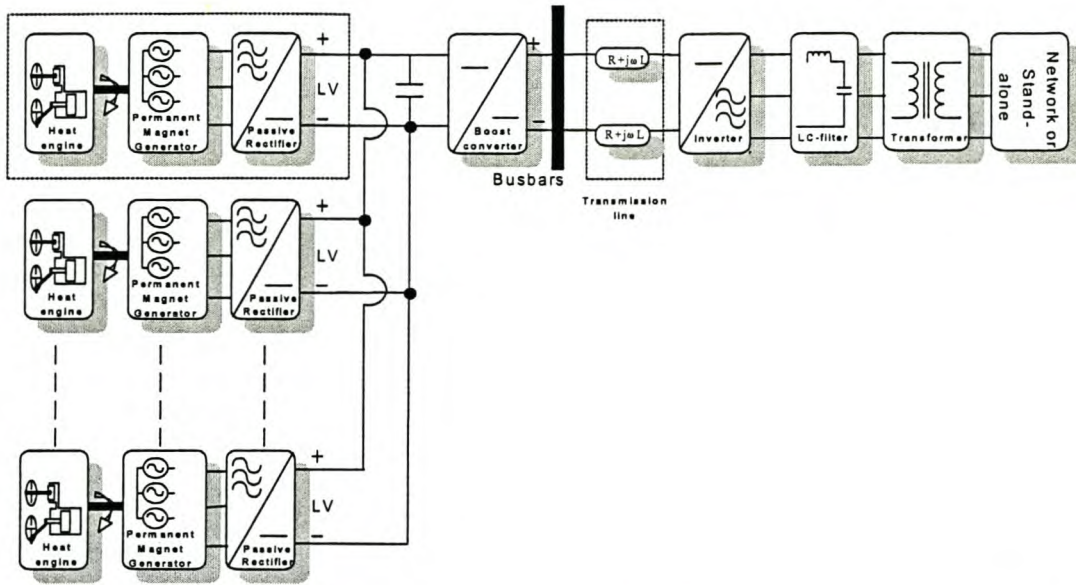 Heat
engine
Permanent
Magnet
Generator
Passive
Rectifier
+
LV
−
Boost
converter
+
−
Busbars
R+jωL
R+jωL
Transmission
line
Inverter
LC-filter
Transformer
Network or
Stand-
alone
Heat
engine
Permanent
Magnet
Generator
Passive
Rectifier
+
LV
−
Heat
engine
Permanent
Magnet
Generator
Passive
Rectifier
+
LV
−